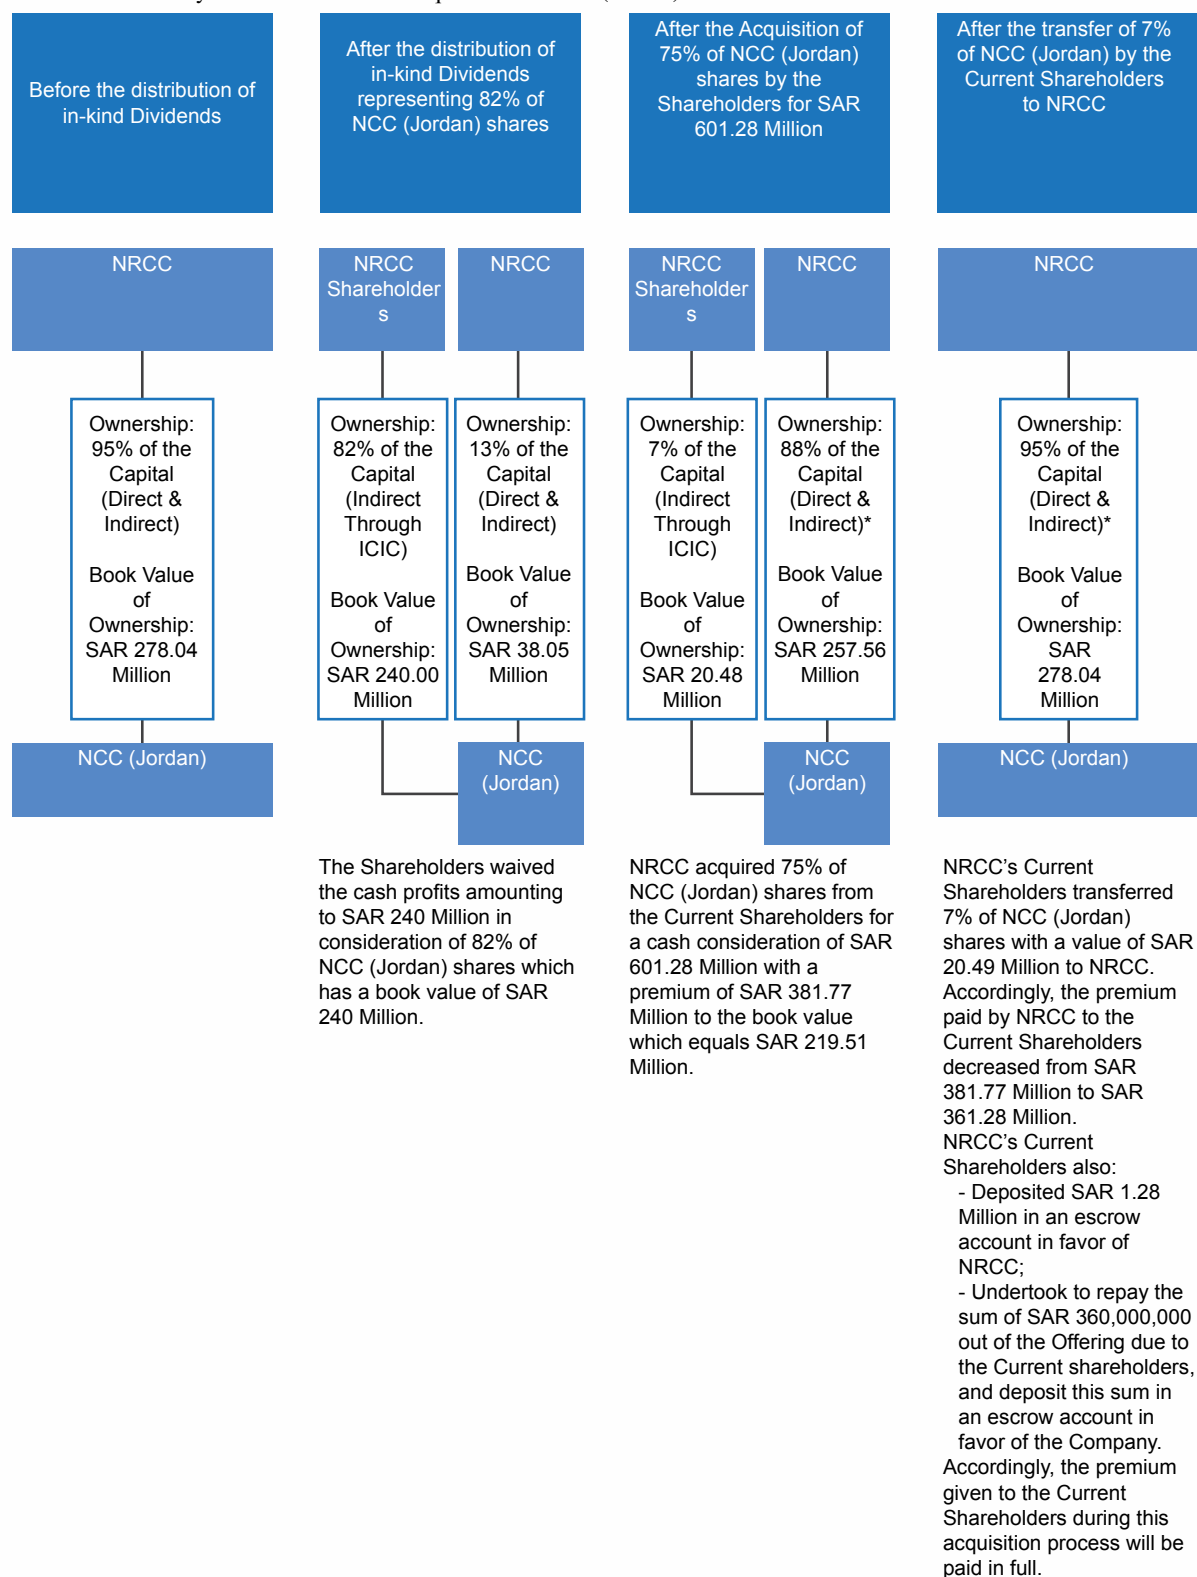 Before the distribution of
in-kind Dividends
After the distribution of
in-kind Dividends
representing 82% of
NCC (Jordan) shares
After the Acquisition of
75% of NCC (Jordan)
shares by the
Shareholders for SAR
601.28 Million
After the transfer of 7%
of NCC (Jordan) by the
Current Shareholders
to NRCC
NRCC
NRCC
Shareholder
s
NRCC
NRCC
Shareholder
s
NRCC
NRCC
Ownership:
95% of the
Capital
(Direct &
Indirect)
Book Value
of
Ownership:
SAR 278.04
Million
Ownership:
82% of the
Capital
(Indirect
Through
ICIC)
Book Value
of
Ownership:
SAR 240.00
Million
Ownership:
13% of the
Capital
(Direct &
Indirect)
Book Value
of
Ownership:
SAR 38.05
Million
Ownership:
7% of the
Capital
(Indirect
Through
ICIC)
Book Value
of
Ownership:
SAR 20.48
Million
Ownership:
88% of the
Capital
(Direct &
Indirect)*
Book Value
of
Ownership:
SAR 257.56
Million
Ownership:
95% of the
Capital
(Direct &
Indirect)*
Book Value
of
Ownership:
SAR
278.04
Million
NCC (Jordan)
NCC
(Jordan)
NCC
(Jordan)
NCC (Jordan)
The Shareholders waived
the cash profits amounting
to SAR 240 Million in
consideration of 82% of
NCC (Jordan) shares which
has a book value of SAR
240 Million.
NRCC acquired 75% of
NCC (Jordan) shares from
the Current Shareholders for
a cash consideration of SAR
601.28 Million with a
premium of SAR 381.77
Million to the book value
which equals SAR 219.51
Million.
NRCC's Current
Shareholders transferred
7% of NCC (Jordan)
shares with a value of SAR
20.49 Million to NRCC.
Accordingly, the premium
paid by NRCC to the
Current Shareholders
decreased from SAR
381.77 Million to SAR
361.28 Million.
NRCC's Current
Shareholders also:
- Deposited SAR 1.28
Million in an escrow
account in favor of
NRCC;
- Undertook to repay the
sum of SAR 360,000,000
out of the Offering due to
the Current shareholders,
and deposit this sum in
an escrow account in
favor of the Company.
Accordingly, the premium
given to the Current
Shareholders during this
acquisition process will be
paid in full.